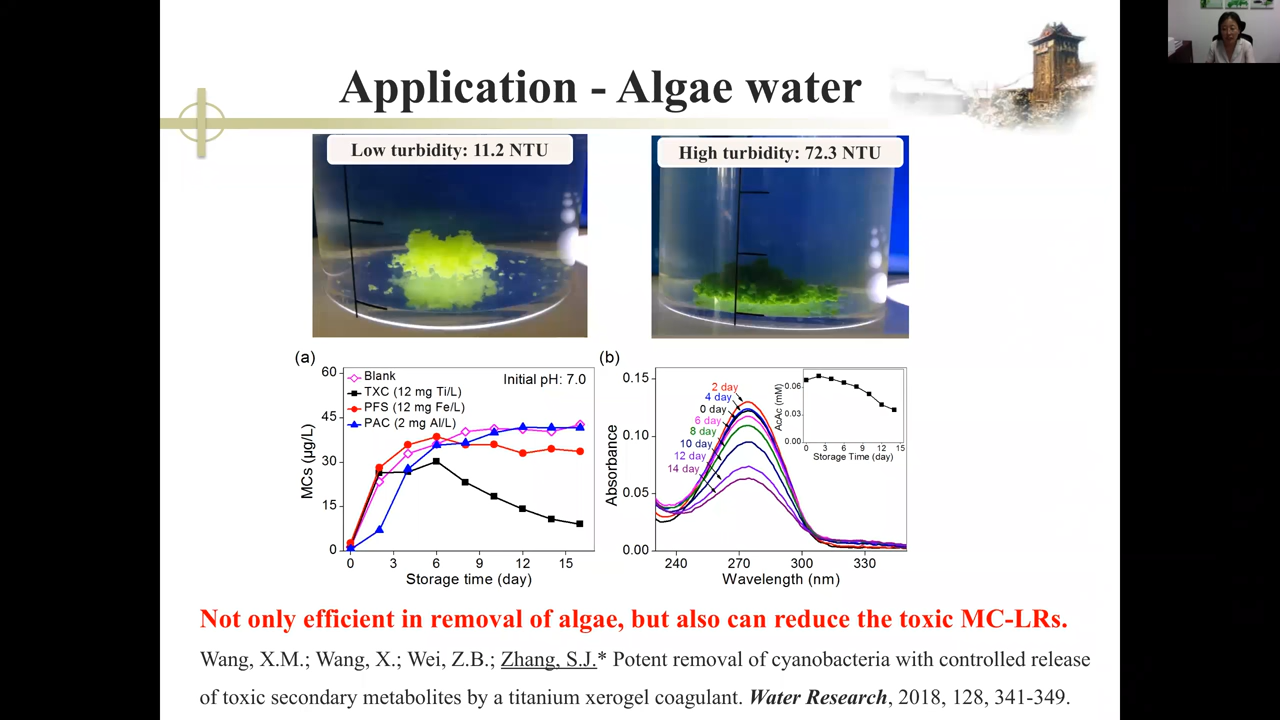 Application - Algae water
Low turbidity: 11.2 NTU
High turbidity: 72.3 NTU
(a)
60
45
30
15
0
MCs (µg/L)
Blank
TXC (12 mg Ti/L)
PFS (12 mg Fe/L)
PAC (2 mg Al/L)
Initial pH: 7.0
0 3 6 9 12 15
Storage time (day)
(b)
0.15
0.10
0.05
0.00
Absorbance
2 day
4 day
0 day
6 day
8 day
10 day
12 day
14 day
240 270 300 330
Wavelength (nm)
0.06
0.03
0.00
AcAc (mM)
0 3 6 9 12 15
Storage Time (day)
Not only efficient in removal of algae, but also can reduce the toxic MC-LRs.
Wang, X.M.; Wang, X.; Wei, Z.B.; Zhang, S.J.* Potent removal of cyanobacteria with controlled release
of toxic secondary metabolites by a titanium xerogel coagulant. Water Research, 2018, 128, 341-349.